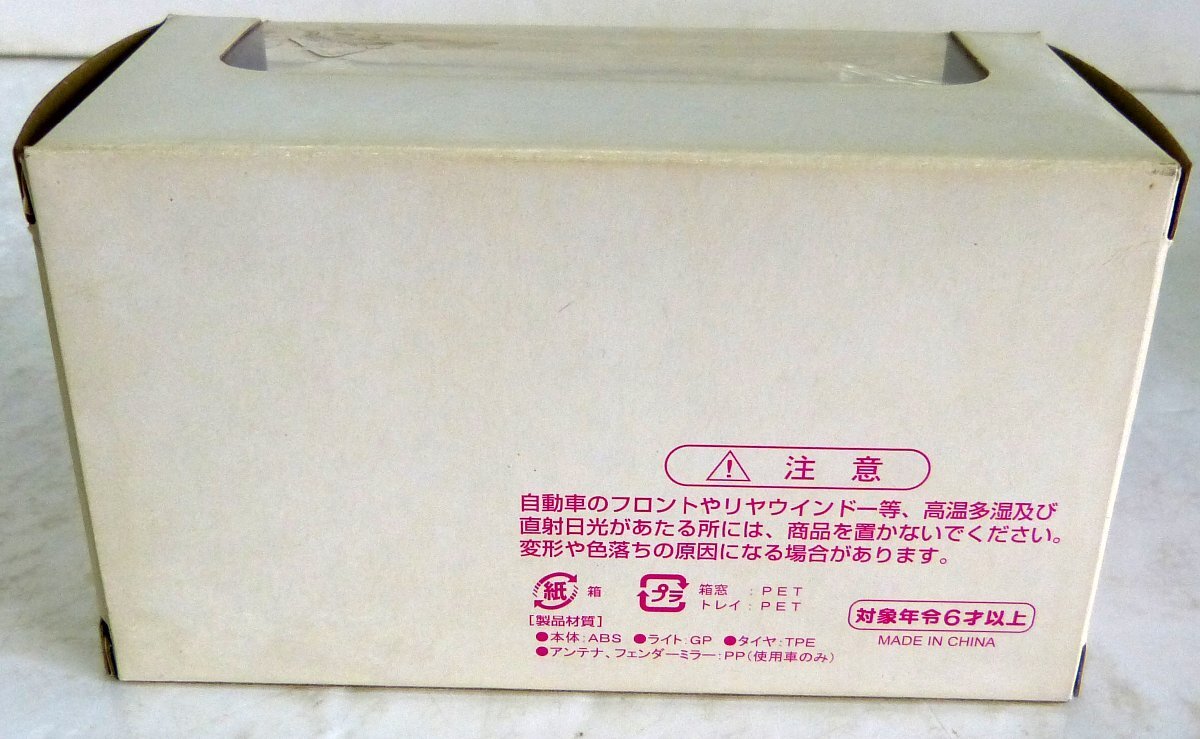 注 意
自動車のフロントやリヤウインドー等、高温多湿及び
直射日光があたる所には、商品を置かないでください。
変形や色落ちの原因になる場合があります。
紙 箱
プラ 箱窓 : PET
トレイ : PET
[製品材質]
●本体:ABS ●ライト:GP ●タイヤ:TPE
●アンテナ、フェンダーミラー:PP(使用車のみ)
対象年令6才以上
MADE IN CHINA